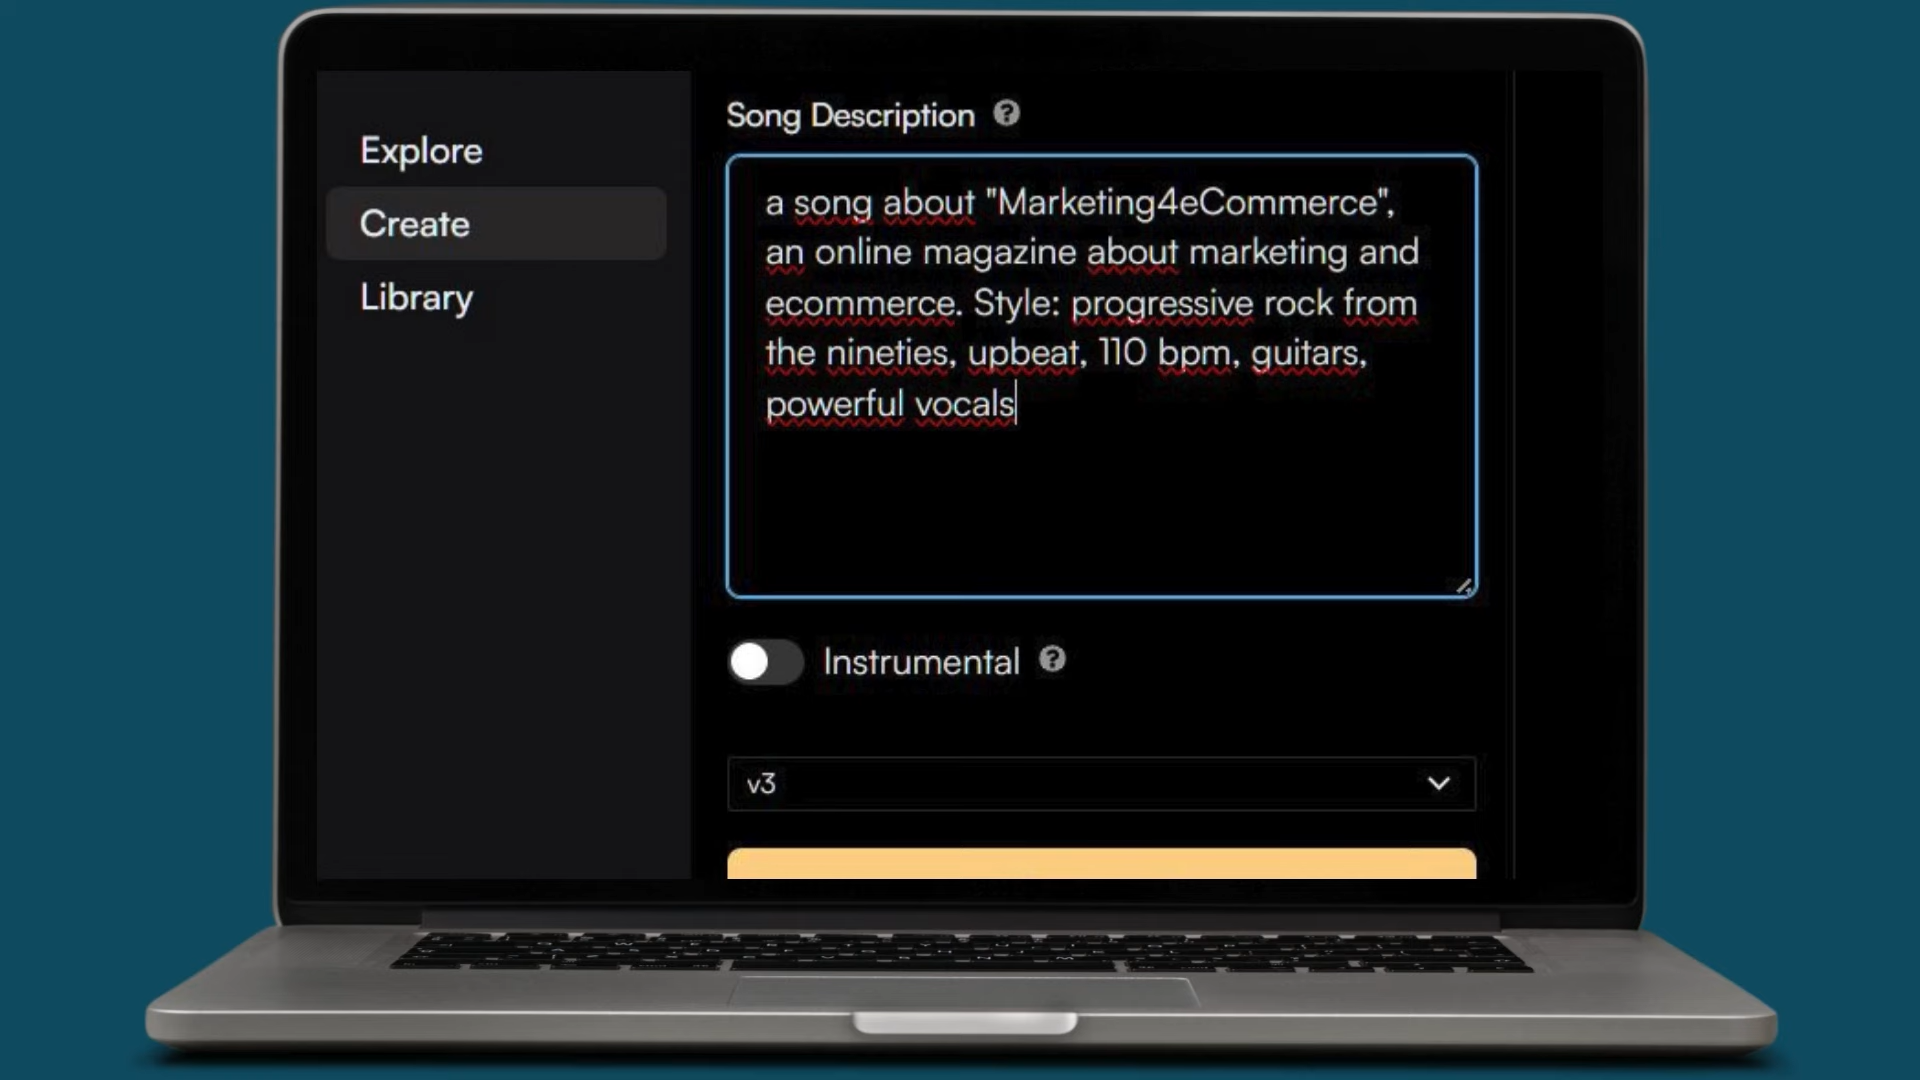 Explore
Create
Library
Song Description
a song about "Marketing4eCommerce",
an online magazine about marketing and
ecommerce. Style: progressive rock from
the nineties, upbeat, 110 bpm, guitars,
powerful vocals
Instrumental
v3